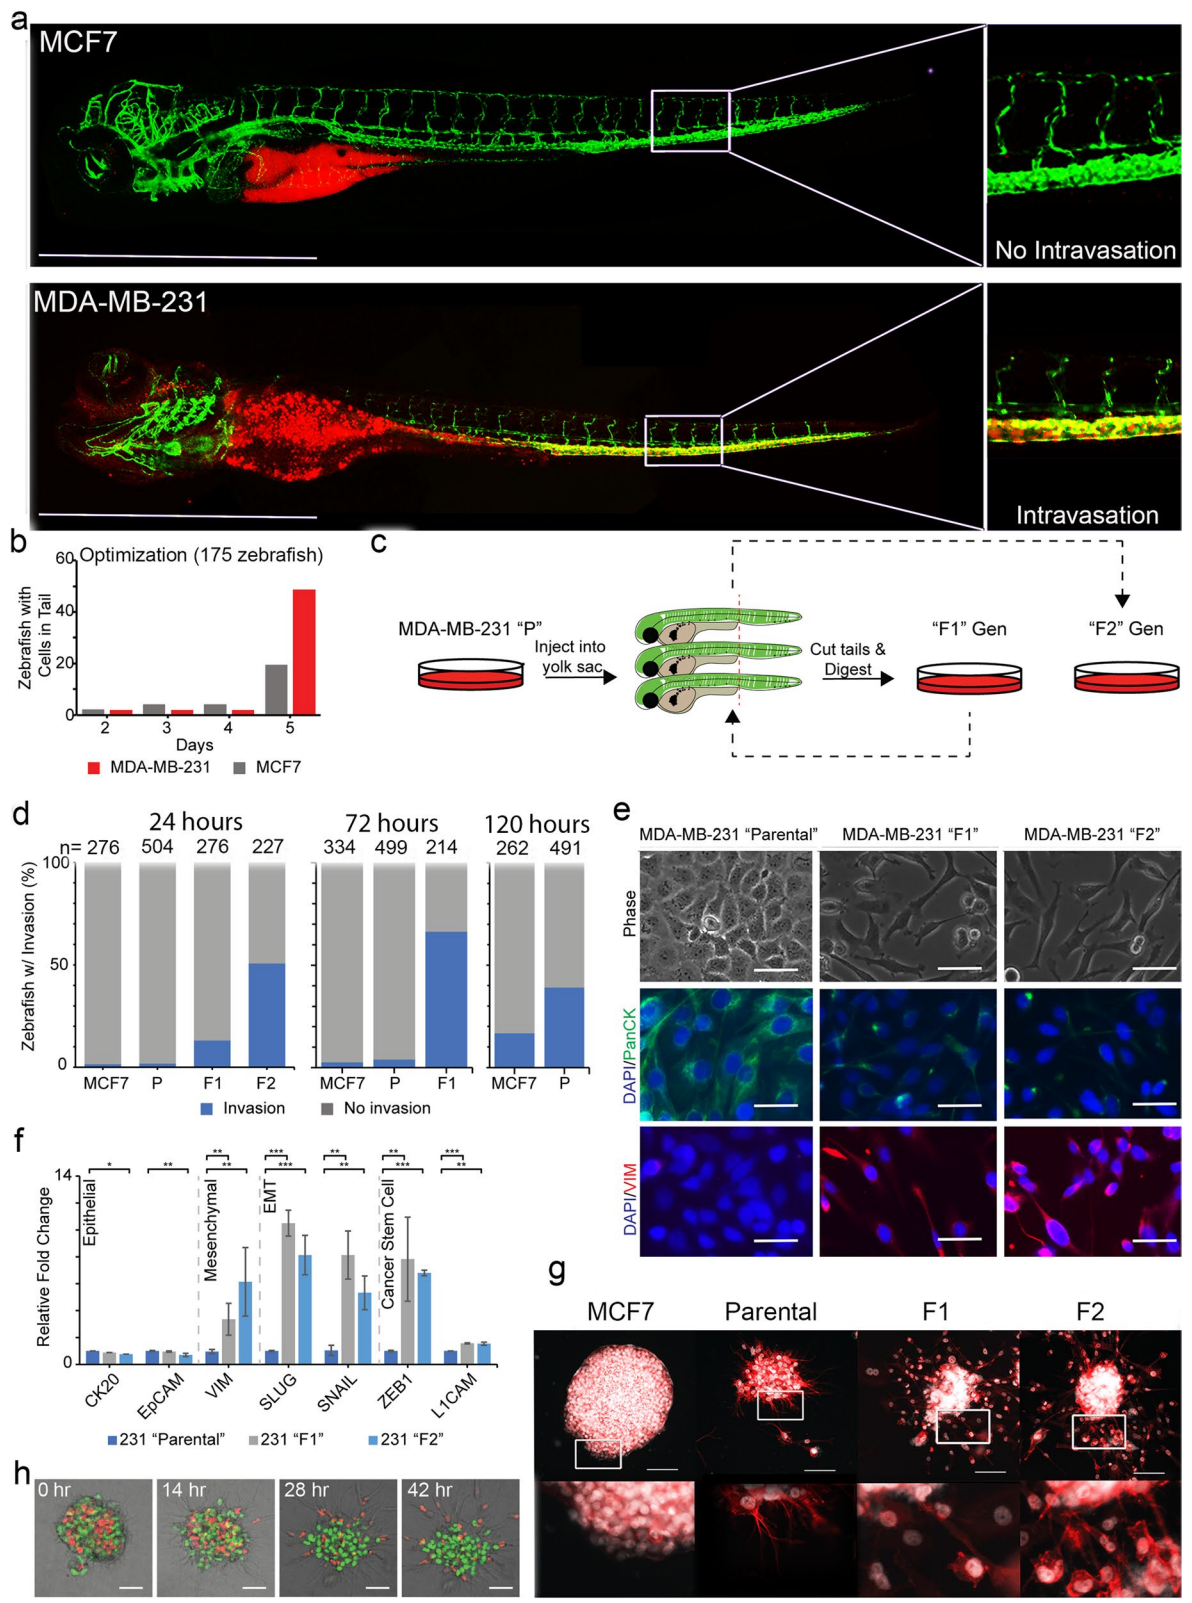 a
MCF7
No Intravasation
MDA-MB-231
Intravasation
b
Optimization (175 zebrafish)
Zebrafish with
Cells in Tail
60
40
20
0
2 3 4 5
Days
MDA-MB-231 MCF7
c
MDA-MB-231 “P”
Inject into
yolk sac
Cut tails &
Digest
“F1” Gen
“F2” Gen
d
24 hours 72 hours 120 hours
n= 276 504 276 227 334 499 214 262 491
Zebrafish w/ Invasion (%)
100
50
0
MCF7 P F1 F2 MCF7 P F1 MCF7 P
Invasion No invasion
e
MDA-MB-231 “Parental” MDA-MB-231 “F1” MDA-MB-231 “F2”
Phase
DAPI/PanCK
DAPI/VIM
f
Relative Fold Change
14
0
* ** ** ** *** *** ** ** ** *** *** **
Epithelial
Mesenchymal
EMT
Cancer Stem Cell
CK20 EpCAM VIM SLUG SNAIL ZEB1 L1CAM
231 “Parental” 231 “F1” 231 “F2”
g
MCF7 Parental F1 F2
h
0 hr 14 hr 28 hr 42 hr